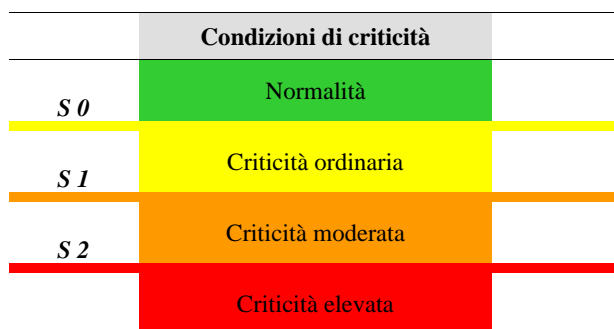 Condizioni di criticità
Normalità
S 0
Criticità ordinaria
S 1
Criticità moderata
S 2
Criticità elevata